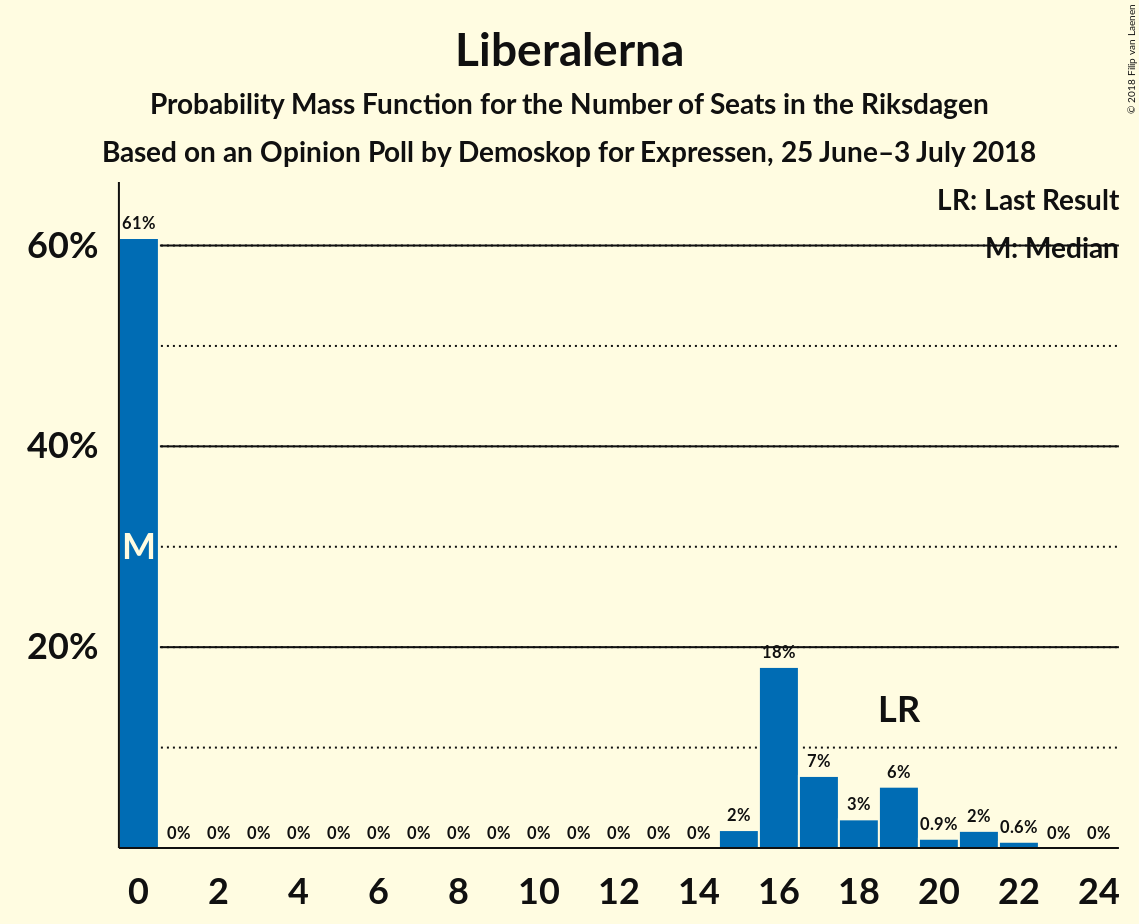 Liberalerna
Probability Mass Function for the Number of Seats in the Riksdagen
Based on an Opinion Poll by Demoskop for Expressen, 25 June–3 July 2018
© 2018 Filip van Laenen
LR: Last Result
M: Median
60%
40%
20%
61%
M
0% 0% 0% 0% 0% 0% 0% 0% 0% 0% 0% 0% 0% 0% 2% 18% 7% 3% 6% 0.9% 2% 0.6% 0% 0%
LR
0 2 4 6 8 10 12 14 16 18 20 22 24